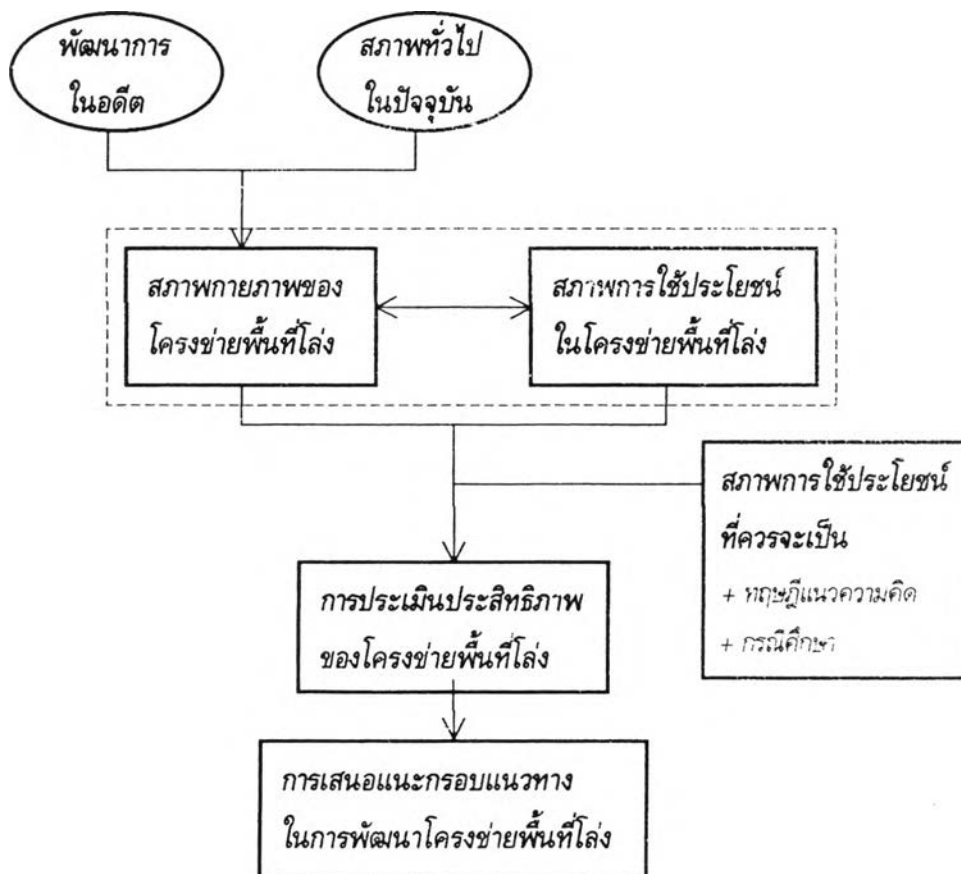 พัฒนาการ
ในอดีต
สภาพทั่วไป
ในปัจจุบัน
สภาพกายภาพของ
โครงข่ายพื้นที่โล่ง
สภาพการใช้ประโยชน์
ในโครงข่ายพื้นที่โล่ง
สภาพการใช้ประโยชน์
ที่ควรจะเป็น
+ ทฤษฎีแนวความคิด
+ กรณีศึกษา
การประเมินประสิทธิภาพ
ของโครงข่ายพื้นที่โล่ง
การเสนอแนะกรอบแนวทาง
ในการพัฒนาโครงข่ายพื้นที่โล่ง